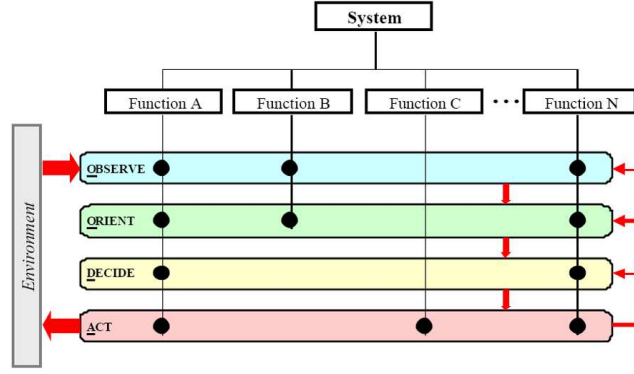 System
Function A
Function B
Function C
...
Function N
Environment
OBSERVE
ORIENT
DECIDE
ACT